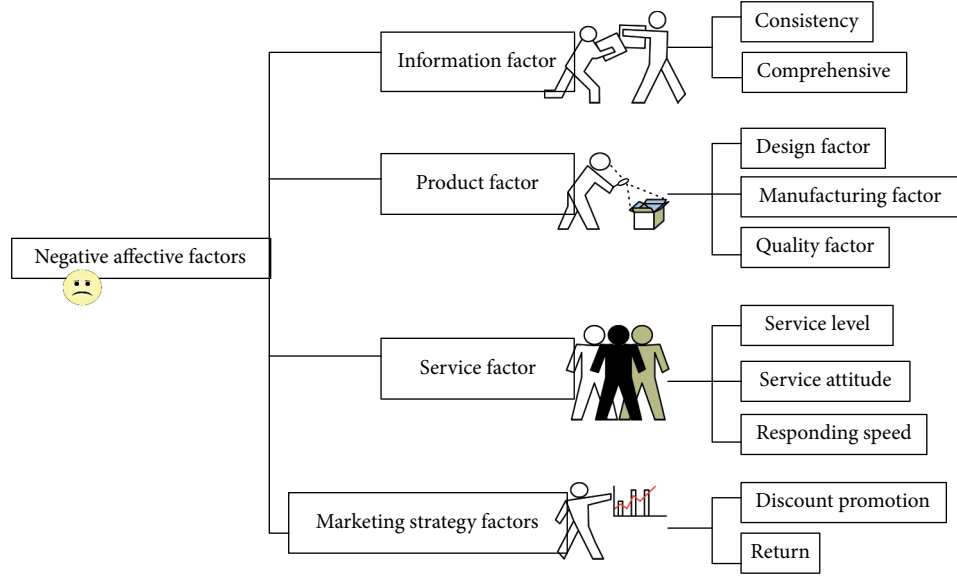 Negative affective factors
Information factor
Consistency
Comprehensive
Product factor
Design factor
Manufacturing factor
Quality factor
Service factor
Service level
Service attitude
Responding speed
Marketing strategy factors
Discount promotion
Return